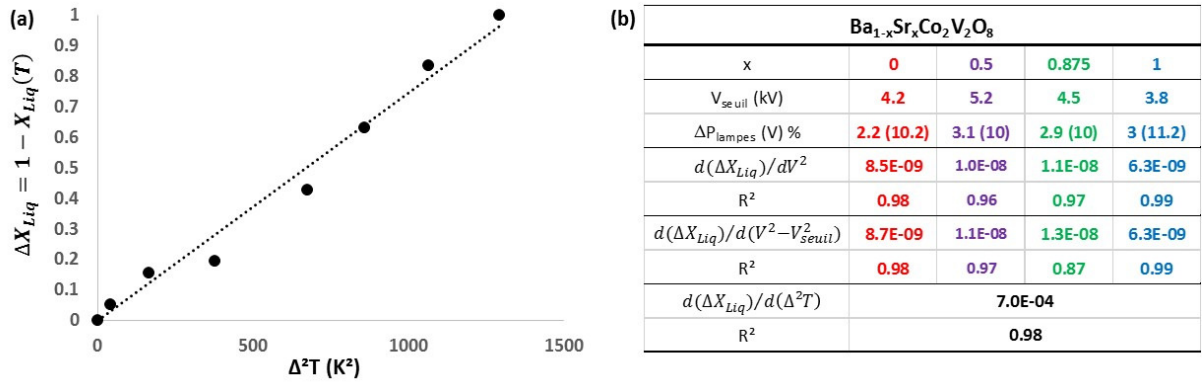 (a)
ΔX_Liq = 1 − X_Liq(T)
1
0.9
0.8
0.7
0.6
0.5
0.4
0.3
0.2
0.1
0
0 500 1000 1500
Δ²T (K²)
(b)
Ba₁₋ₓSrₓCo₂V₂O₈
x 0 0.5 0.875 1
V_seuil (kV) 4.2 5.2 4.5 3.8
ΔP_lampes (V) % 2.2 (10.2) 3.1 (10) 2.9 (10) 3 (11.2)
d(ΔX_Liq)/dV² 8.5E-09 1.0E-08 1.1E-08 6.3E-09
R² 0.98 0.96 0.97 0.99
d(ΔX_Liq)/d(V²−V²_seuil) 8.7E-09 1.1E-08 1.3E-08 6.3E-09
R² 0.98 0.97 0.87 0.99
d(ΔX_Liq)/d(Δ²T) 7.0E-04
R² 0.98